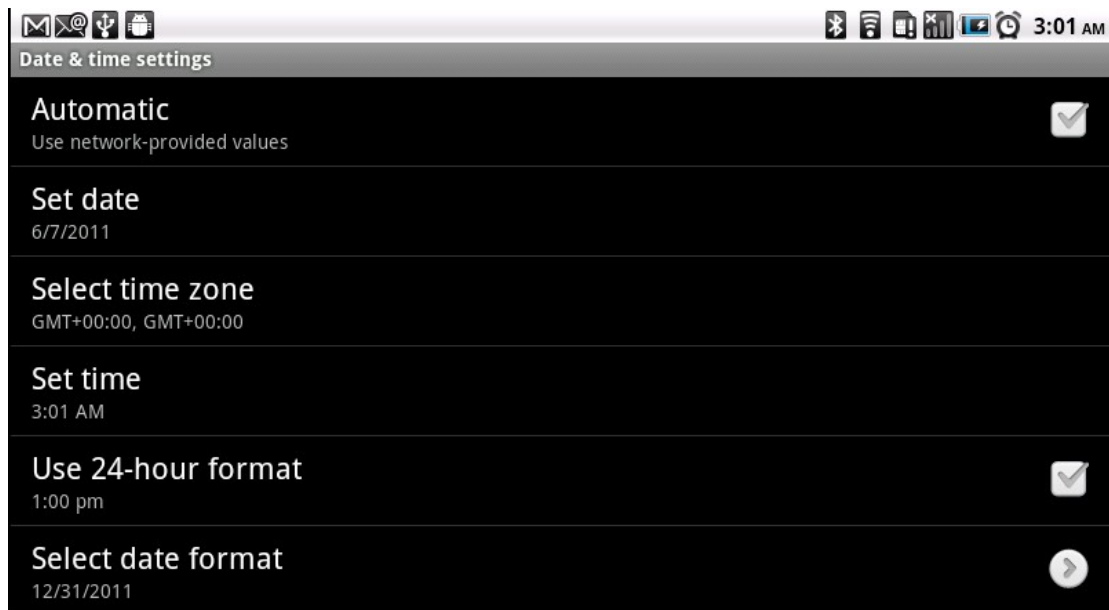 3:01 AM
Date & time settings
Automatic
Use network-provided values
Set date
6/7/2011
Select time zone
GMT+00:00, GMT+00:00
Set time
3:01 AM
Use 24-hour format
1:00 pm
Select date format
12/31/2011